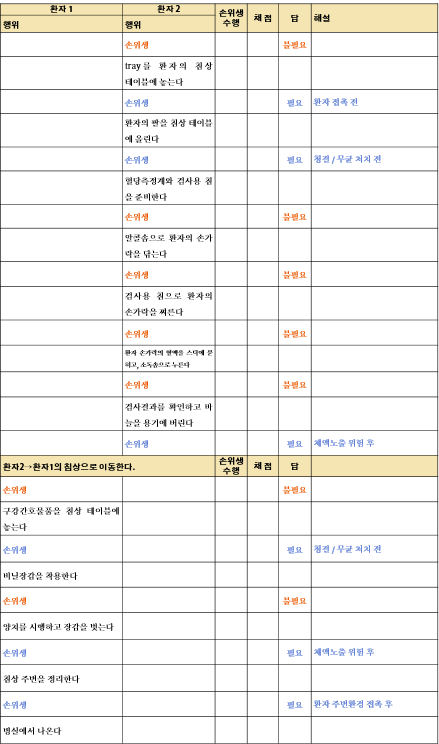 환자 1 환자 2 손위생 채 점 답 해설
행위 행위 수행
손위생 불필요
tray를 환자의 침상
테이블에 놓는다
손위생 필요 환자 접촉 전
환자의 팔을 침상 테이블
에 올린다
손위생 필요 청결 / 무균 처치 전
혈당측정계와 검사용 침
을 준비한다
손위생 불필요
알콜솜으로 환자의 손가
락을 닦는다
손위생 불필요
검사용 침으로 환자의
손가락을 찌른다
손위생 불필요
환자 손가락의 혈액을 스틱에 묻
히고, 소독솜으로 누른다
손위생 불필요
검사결과를 확인하고 바
늘을 용기에 버린다
손위생 필요 체액노출 위험 후
환자2→환자1의 침상으로 이동한다. 손위생 채 점 답
수행
손위생 불필요
구강간호물품을 침상 테이블에
놓는다
손위생 필요 청결 / 무균 처치 전
비닐장갑을 착용한다
손위생 불필요
양치를 시행하고 장갑을 벗는다
손위생 필요 체액노출 위험 후
침상 주변을 정리한다
손위생 필요 환자 주변환경 접촉 후
병실에서 나온다